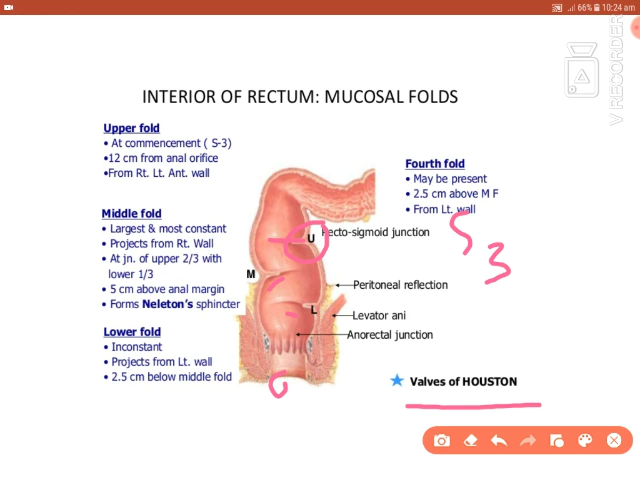 66% 10:24 am
V RECORDER
INTERIOR OF RECTUM: MUCOSAL FOLDS
Upper fold
• At commencement ( S-3)
•12 cm from anal orifice
•From Rt. Lt. Ant. wall
Fourth fold
• May be present
• 2.5 cm above M F
• From Lt. wall
S3
Middle fold
• Largest & most constant
• Projects from Rt. Wall
• At jn. of upper 2/3 with
lower 1/3
• 5 cm above anal margin
• Forms Neleton's sphincter
U
Recto-sigmoid junction
M
Peritoneal reflection
L
Levator ani
Anorectal junction
Lower fold
• Inconstant
• Projects from Lt. wall
• 2.5 cm below middle fold
Valves of HOUSTON